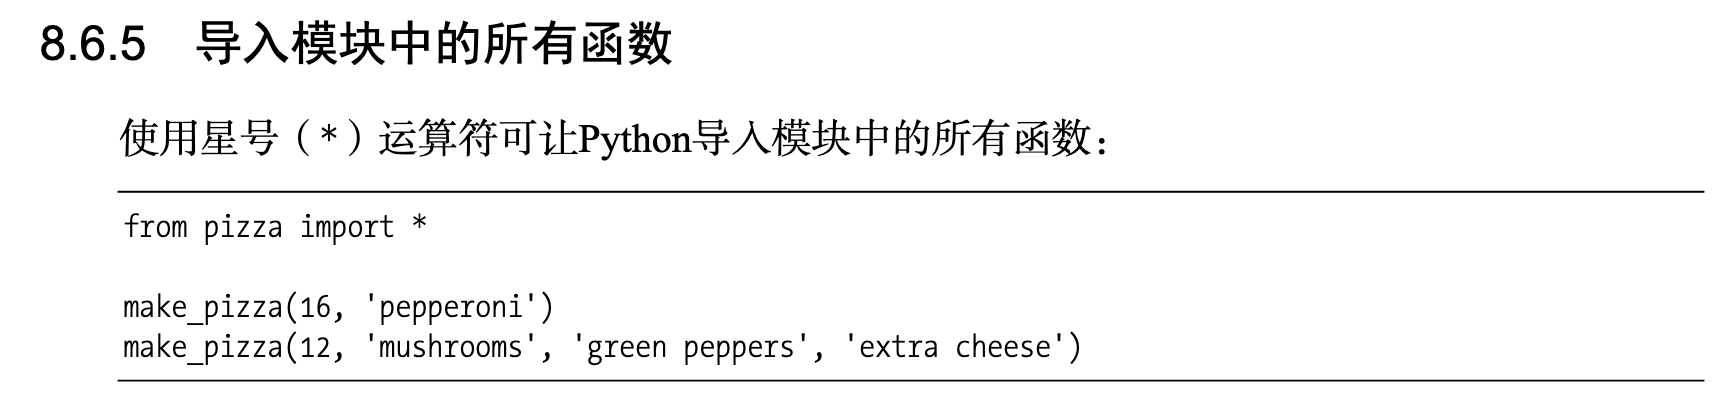 8.6.5 导入模块中的所有函数
使用星号（*）运算符可让Python导入模块中的所有函数：
from pizza import *
make_pizza(16, 'pepperoni')
make_pizza(12, 'mushrooms', 'green peppers', 'extra cheese')